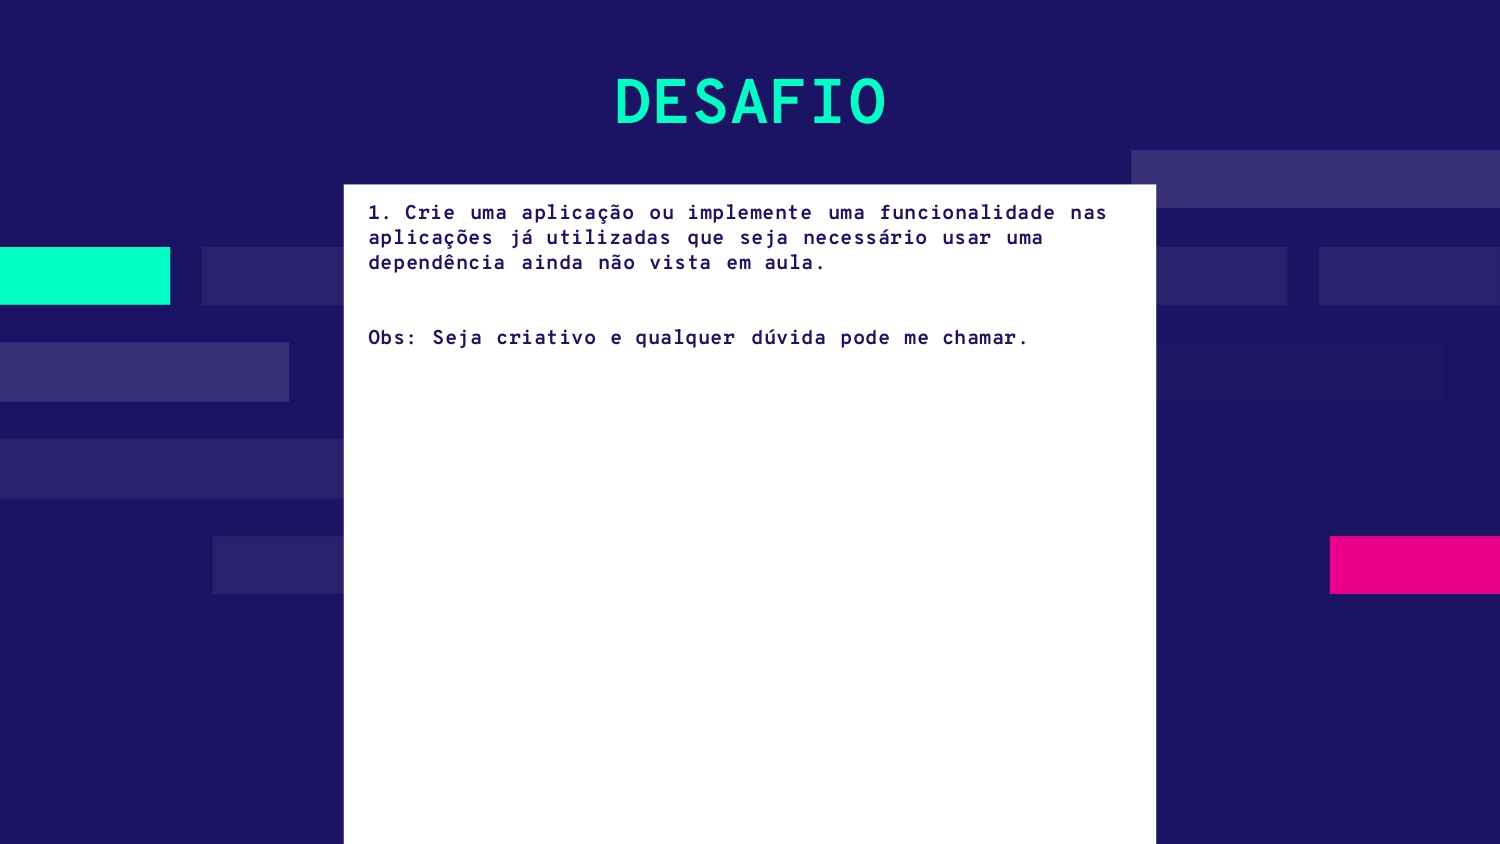 DESAFIO
1. Crie uma aplicação ou implemente uma funcionalidade nas
aplicações já utilizadas que seja necessário usar uma
dependência ainda não vista em aula.
Obs: Seja criativo e qualquer dúvida pode me chamar.